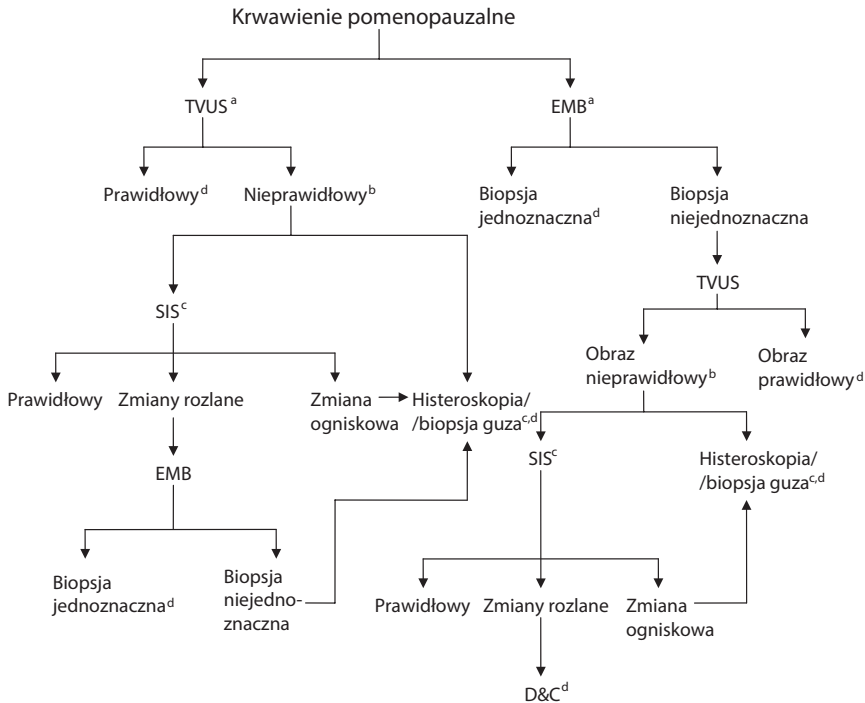 Krwawienie pomenopauzalne
TVUS a
EMB a
Prawidłowy d
Nieprawidłowy b
Biopsja
jednoznaczna d
Biopsja
niejednoznaczna
TVUS
SIS c
Obraz
nieprawidłowy b
Obraz
prawidłowy d
Prawidłowy
Zmiany rozlane
Zmiana
ogniskowa
Histeroskopia/
/biopsja guza c,d
SIS c
Histeroskopia/
/biopsja guza c,d
EMB
Biopsja
jednoznaczna d
Biopsja
niejedno-
znaczna
Prawidłowy
Zmiany rozlane
Zmiana
ogniskowa
D&C d